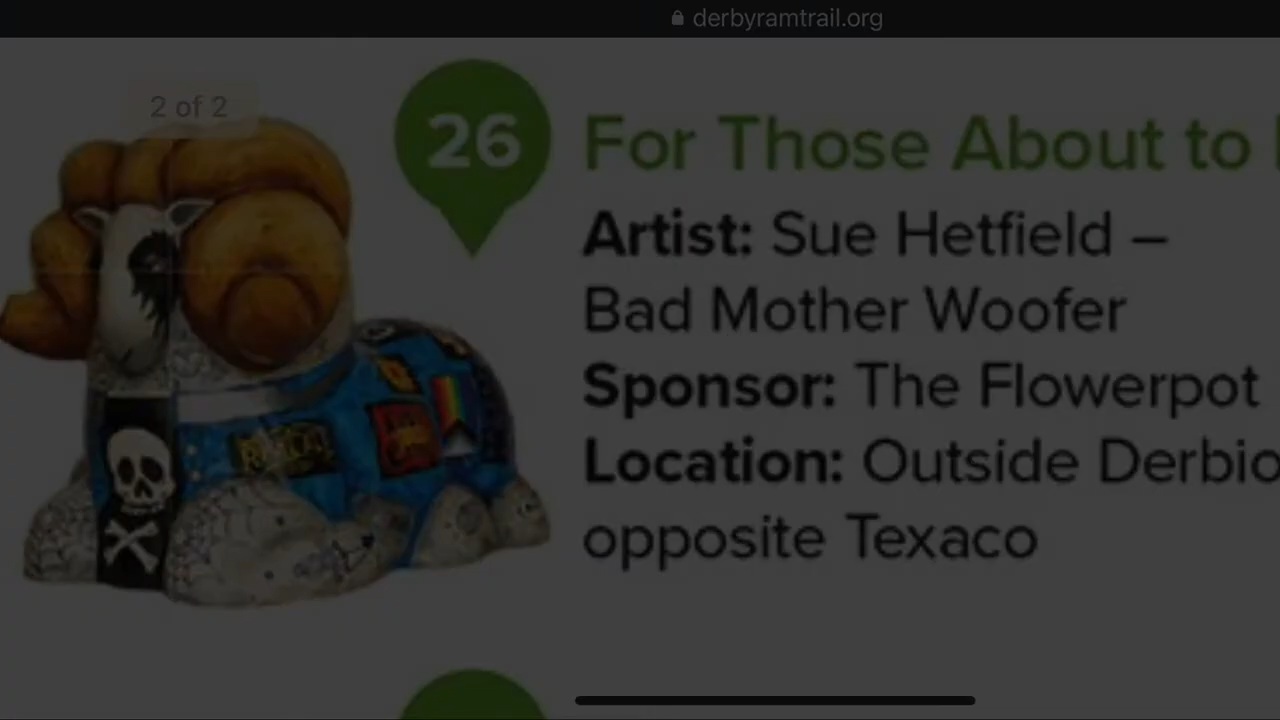 derbyramtrail.org
2 of 2
26
For Those About to
Artist: Sue Hetfield –
Bad Mother Woofer
Sponsor: The Flowerpot
Location: Outside Derbio
opposite Texaco